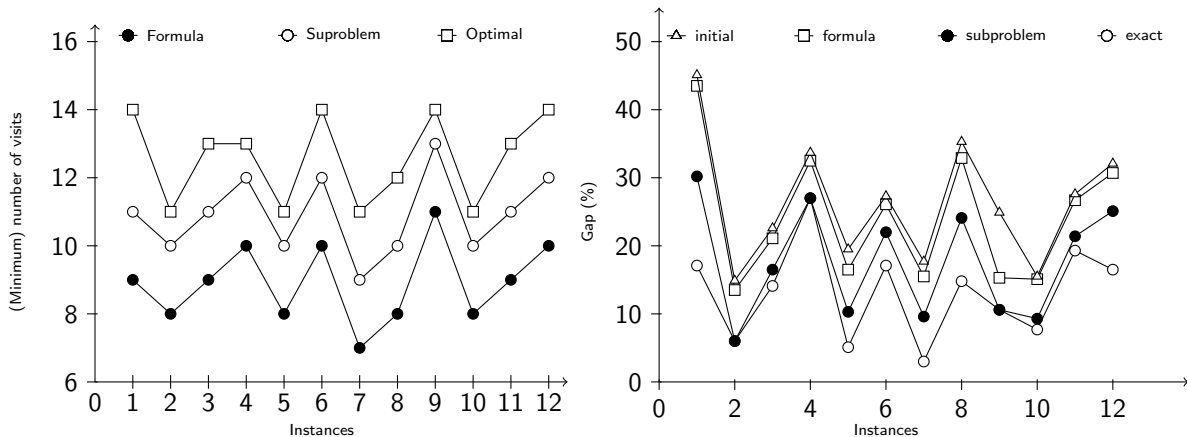 Formula Suproblem Optimal
(Minimum) number of visits
16
14
12
10
8
6
0 1 2 3 4 5 6 7 8 9 10 11 12
Instances
initial formula subproblem exact
Gap (%)
50
40
30
20
10
0
0 2 4 6 8 10 12
Instances